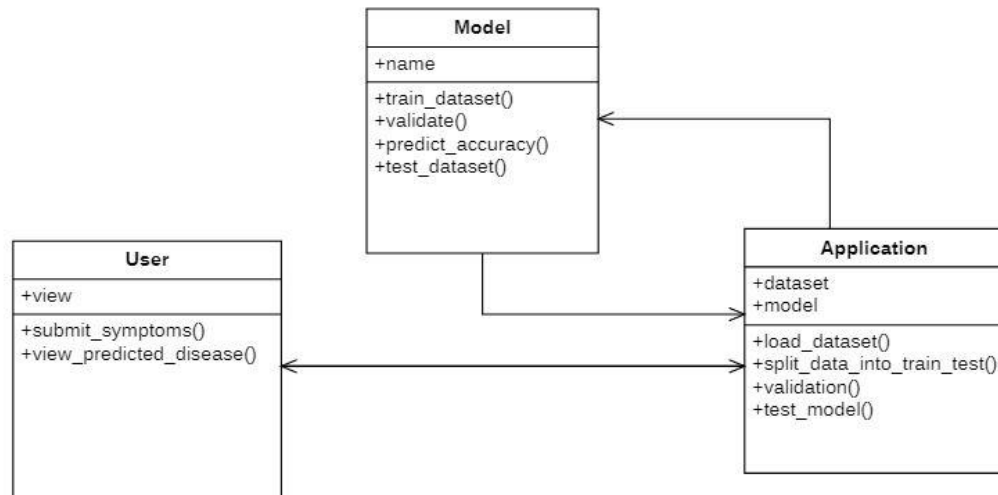 Model
+name
+train_dataset()
+validate()
+predict_accuracy()
+test_dataset()
User
+view
+submit_symptoms()
+view_predicted_disease()
Application
+dataset
+model
+load_dataset()
+split_data_into_train_test()
+validation()
+test_model()